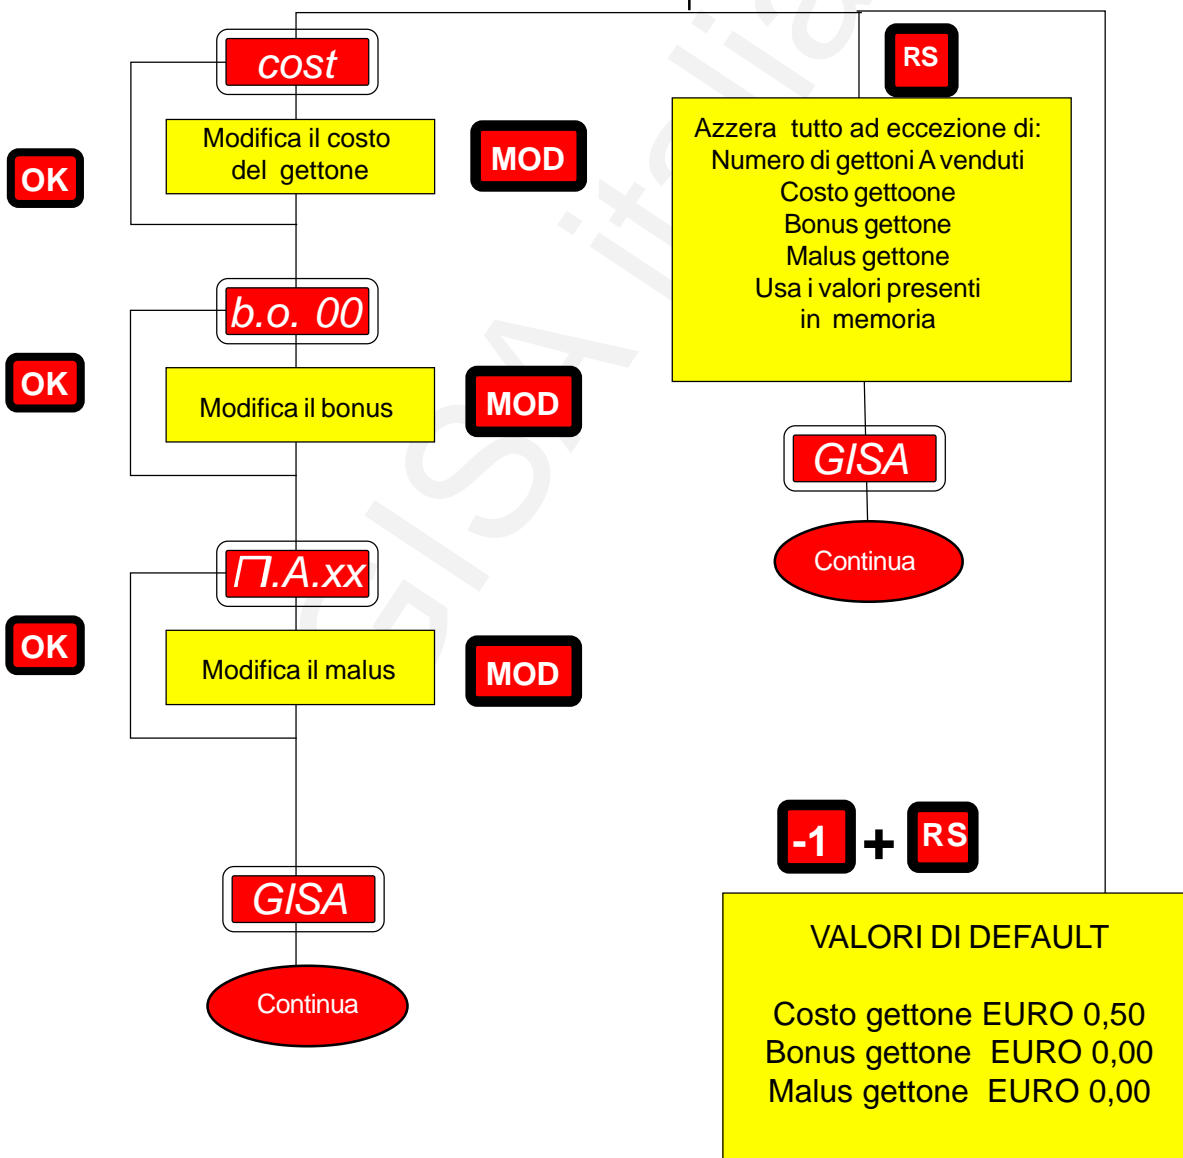 cost
Modifica il costo
del gettone
OK
MOD
b.o. 00
OK
Modifica il bonus
MOD
П.A.xx
OK
Modifica il malus
MOD
GISA
Continua
RS
Azzera tutto ad eccezione di:
Numero di gettoni A venduti
Costo gettoone
Bonus gettone
Malus gettone
Usa i valori presenti
in memoria
GISA
Continua
-1 + RS
VALORI DI DEFAULT
Costo gettone EURO 0,50
Bonus gettone EURO 0,00
Malus gettone EURO 0,00
GISA italia